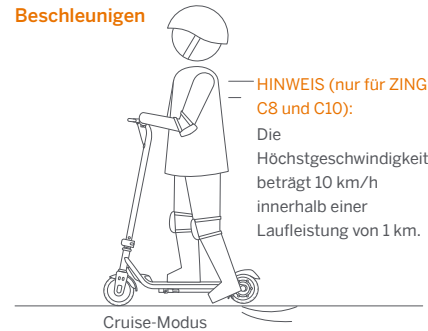 Beschleunigen
HINWEIS (nur für ZING
C8 und C10):
Die
Höchstgeschwindigkeit
beträgt 10 km/h
innerhalb einer
Laufleistung von 1 km.
Cruise-Modus